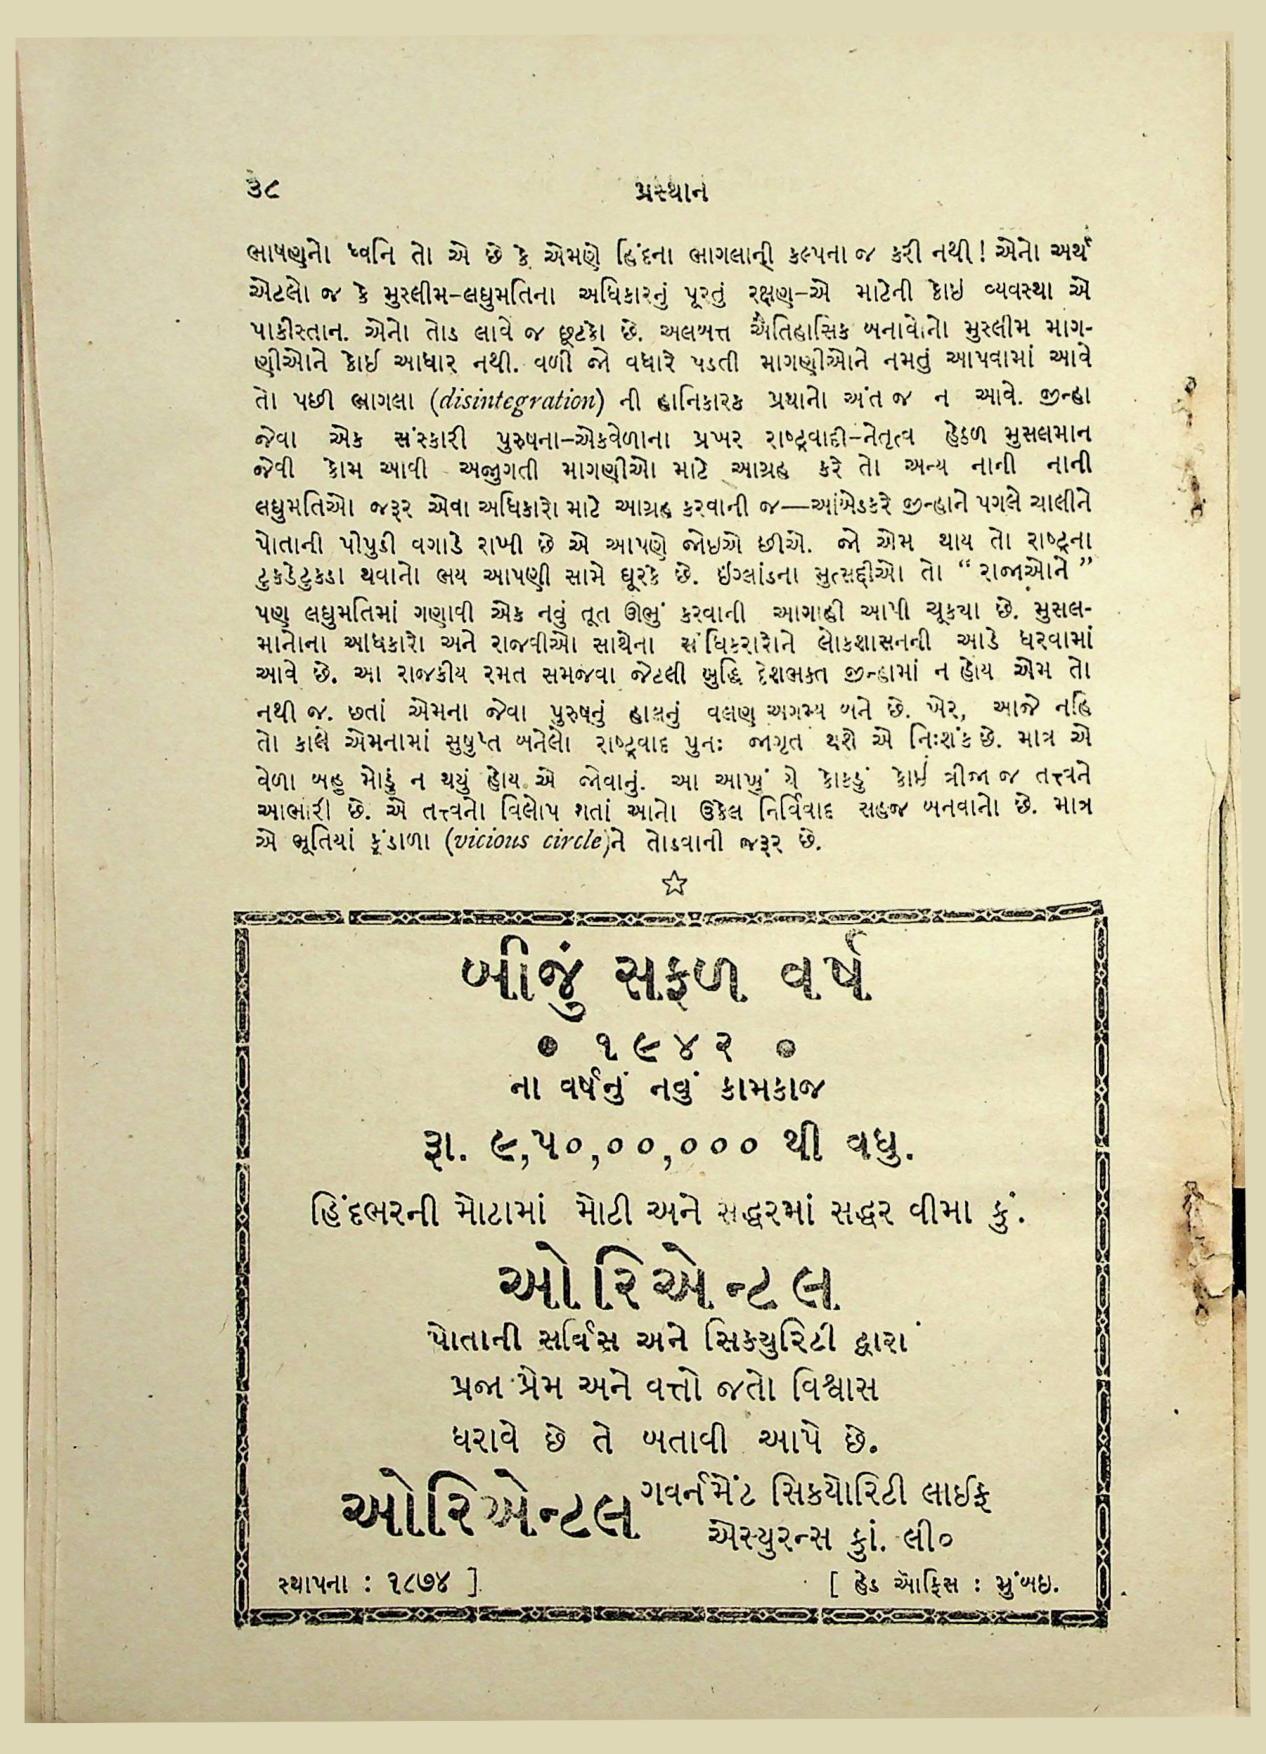 ૩૮
પ્રસ્થાન
ભાષણનો ધ્વનિ તો એ છે કે એમણે હિંદના ભાગલાની કલ્પના જ કરી નથી! એનો અર્થ
એટલો જ કે મુસ્લીમ-લઘુમતિના અધિકારનું પૂરતું રક્ષણ-એ માટેની કોઇ વ્યવસ્થા એ
પાકીસ્તાન. એનો તોડ લાવે જ છૂટકો છે. અલબત્ત ઐતિહાસિક બનાવોનો મુસ્લીમ માગ-
ણીઓને કોઈ આધાર નથી. વળી જો વધારે પડતી માગણીઓને નમતું આપવામાં આવે
તો પછી ભાગલા (disintegration) ની હાનિકારક પ્રથાનો અંત જ ન આવે. જીન્હા
જેવા એક સંસ્કારી પુરુષના-એકવેળાના પ્રખર રાષ્ટ્રવાદી-નેતૃત્વ હેઠળ મુસલમાન
જેવી કોમ આવી અજુગતી માગણીઓ માટે આગ્રહ કરે તો અન્ય નાની નાની
લઘુમતિઓ જરૂર એવા અધિકારો માટે આગ્રહ કરવાની જ—આંબેડકરે જીન્હાને પગલે ચાલીને
પોતાની પીપુડી વગાડે રાખી છે એ આપણે જોઇએ છીએ. જો એમ થાય તો રાષ્ટ્રના
ટુકડેટુકડા થવાનો ભય આપણી સામે ઘૂરકે છે. ઇંગ્લાંડના મુત્સદ્દીઓ તો “રાજાઓને”
પણ લઘુમતિમાં ગણાવી એક નવું તૂત ઊભું કરવાની આગાહી આપી ચૂકયા છે. મુસલ-
માનોના અધિકારો અને રાજવીઓ સાથેના સંધિકરારોને લોકશાસનની આડે ધરવામાં
આવે છે. આ રાજકીય રમત સમજવા જેટલી બુદ્ધિ દેશભક્ત જીન્હામાં ન હોય એમ તો
નથી જ. છતાં એમના જેવા પુરુષનું હાલનું વલણ અગમ્ય બને છે. ખેર, આજે નહિ
તો કાલે એમનામાં સુષુપ્ત બનેલો રાષ્ટ્રવાદ પુનઃ જાગૃત થશે એ નિઃશંક છે. માત્ર એ
વેળા બહુ મોડું ન થયું હોય એ જોવાનું. આ આખું યે કોકડું કોઈ ત્રીજા જ તત્ત્વને
આભારી છે. એ તત્ત્વનો વિલોપ થતાં આનો ઉકેલ નિર્વિવાદ સહજ બનવાનો છે. માત્ર
એ ભૂતિયાં કૂંડાળા (vicious circle)ને તોડવાની જરૂર છે.
બીજું સફળ વર્ષ
• ૧૯૪૨ •
ના વર્ષનું નવું કામકાજ
રૂા. ૯,૫૦,૦૦,૦૦૦ થી વધુ.
હિંદભરની મોટામાં મોટી અને સદ્ધરમાં સદ્ધર વીમા કું.
ઓરિએન્ટલ
પોતાની સર્વિસ અને સિક્યુરિટી દ્વારા
પ્રજા પ્રેમ અને વત્તો જતો વિશ્વાસ
ધરાવે છે તે બતાવી આપે છે.
ઓરિએન્ટલ ગવર્નમેંટ સિકયોરિટી લાઈફ
એસ્યુરન્સ કું. લી૦
સ્થાપના : ૧૮૭૪ ]
[ હેડ ઑફિસ : મુંબઇ.